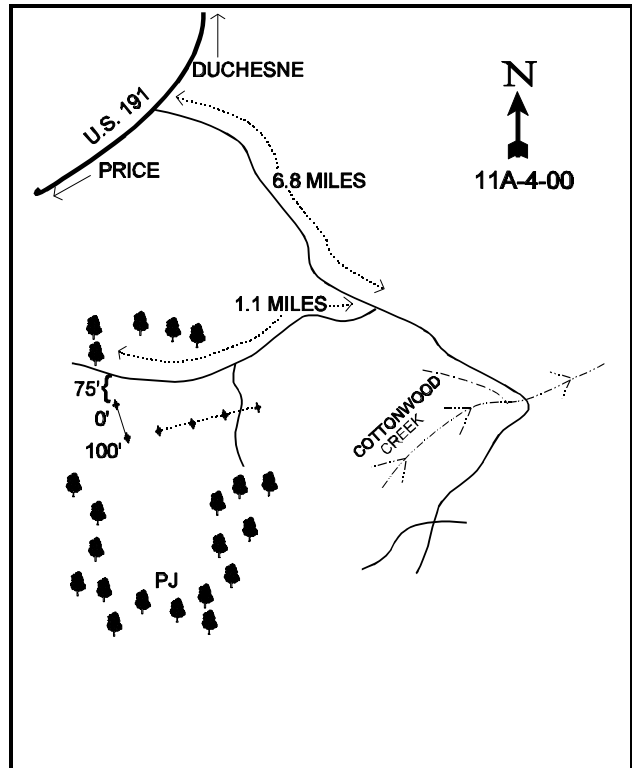 DUCHESNE
N
U.S. 191
PRICE
6.8 MILES
11A-4-00
1.1 MILES
75'{
0'
100'
COTTONWOOD
CREEK
PJ